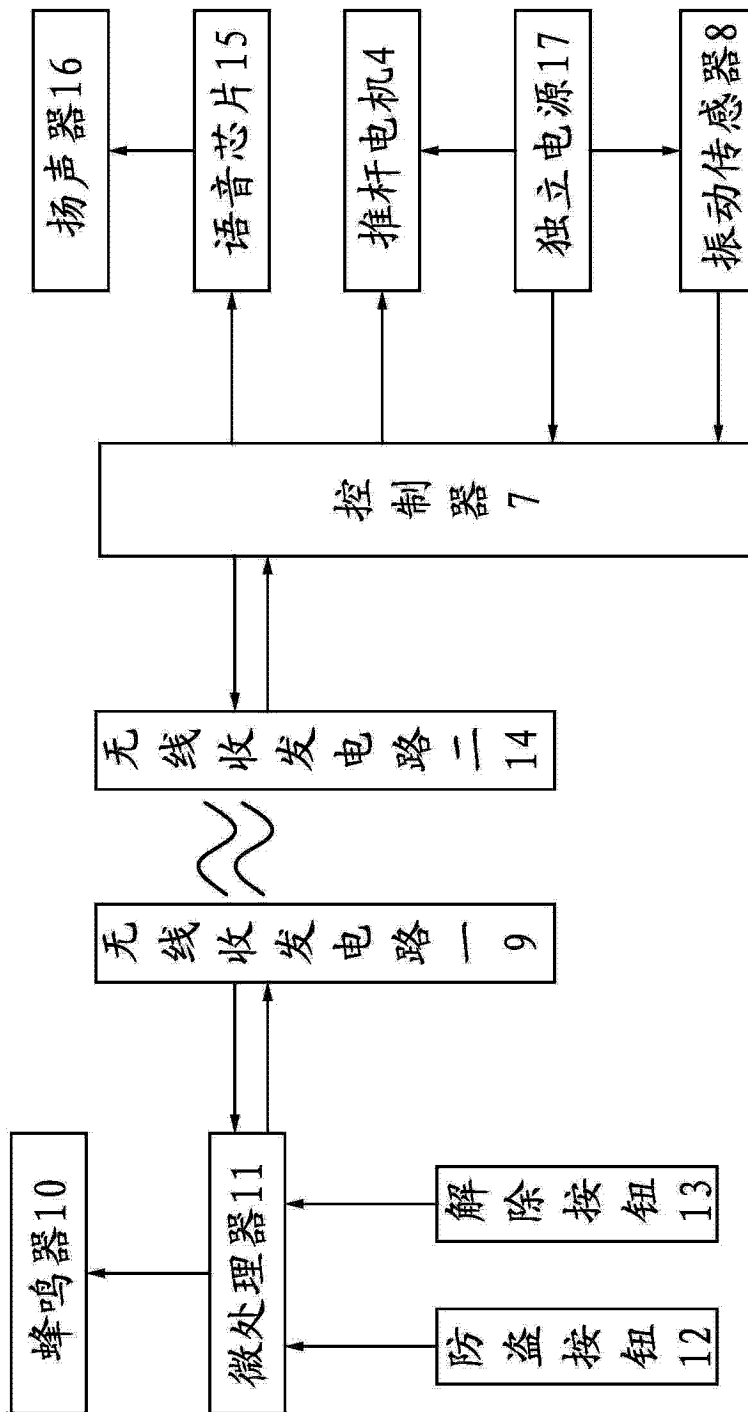 蜂鸣器10
微处理器11
防盗按钮12
解除按钮13
无线收发电路一9
无线收发电路二14
控制器7
扬声器16
语音芯片15
推杆电机4
独立电源17
振动传感器8